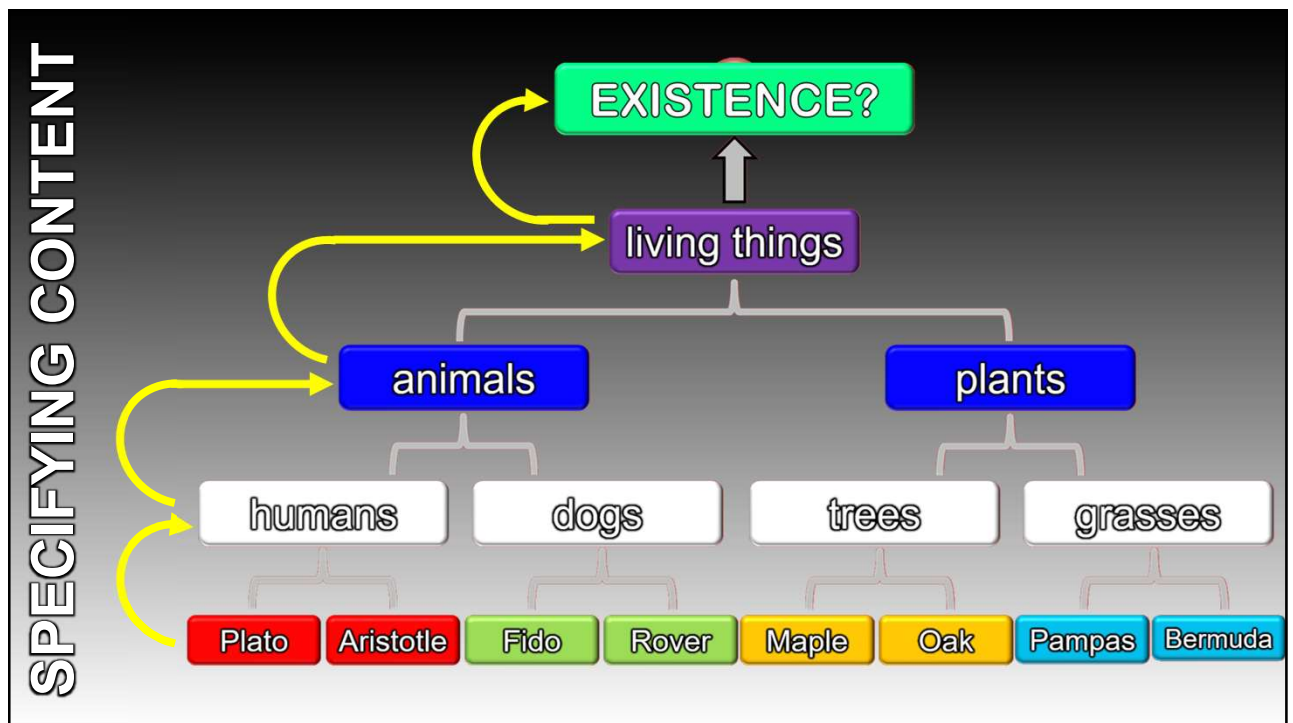 SPECIFYING CONTENT
EXISTENCE?
living things
animals
plants
humans
dogs
trees
grasses
Plato
Aristotle
Fido
Rover
Maple
Oak
Pampas
Bermuda